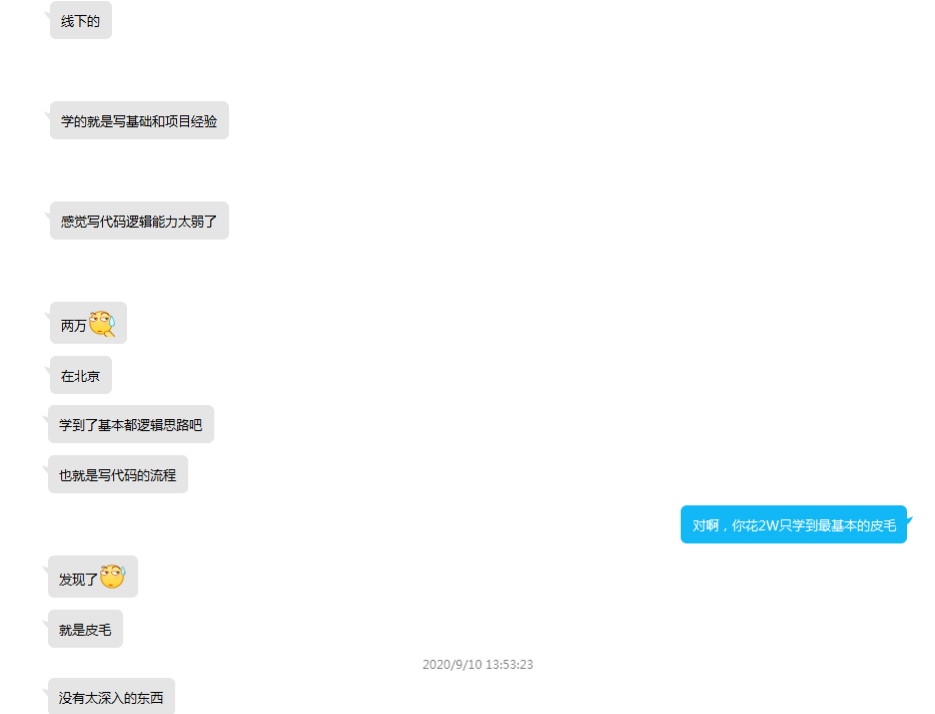 线下的
学的就是写基础和项目经验
感觉写代码逻辑能力太弱了
两万
在北京
学到了基本都逻辑思路吧
也就是写代码的流程
对啊，你花2W只学到最基本的皮毛
发现了
就是皮毛
2020/9/10 13:53:23
没有太深入的东西